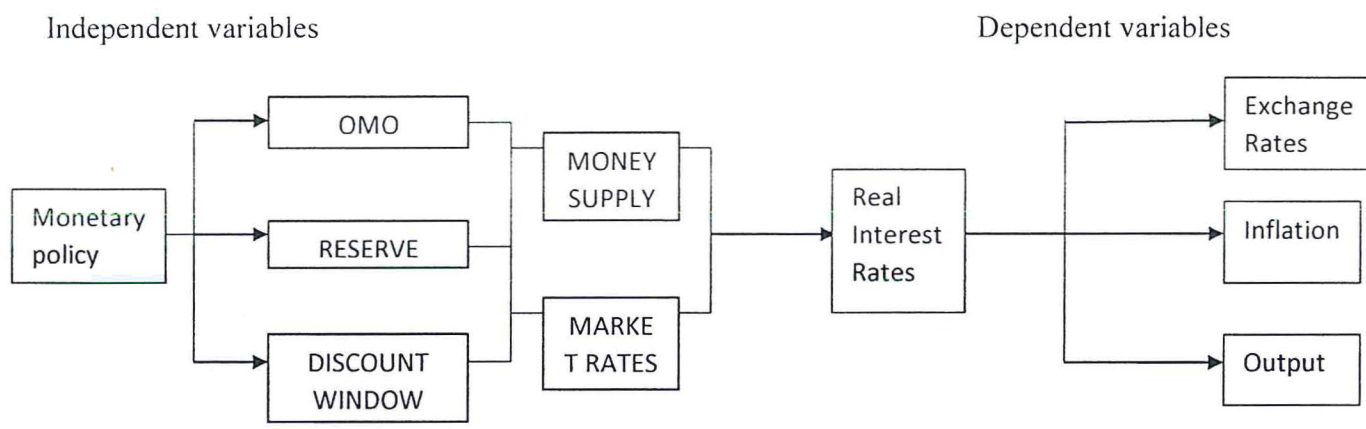 Independent variables
Dependent variables
Monetary
policy
OMO
RESERVE
DISCOUNT
WINDOW
MONEY
SUPPLY
MARKE
T RATES
Real
Interest
Rates
Exchange
Rates
Inflation
Output